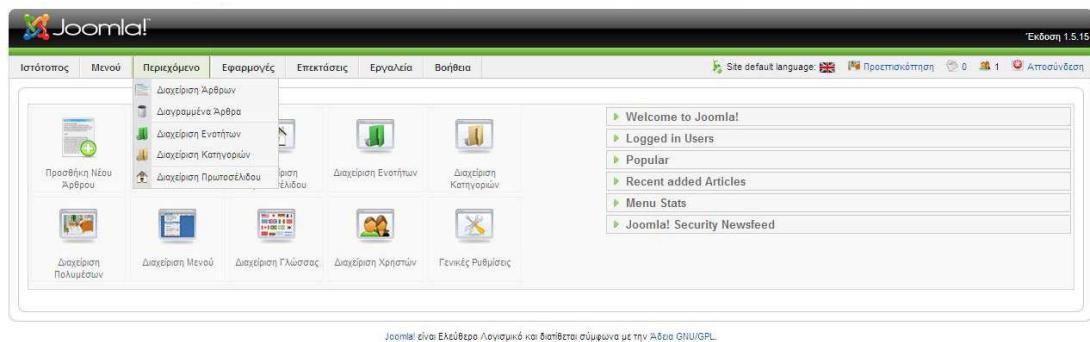 Joomla!
Έκδοση 1.5.15
Ιστότοπος Μενού Περιεχόμενο Εφαρμογές Επεκτάσεις Εργαλεία Βοήθεια
Site default language: Προεπισκόπηση 0 1 Αποσύνδεση
Διαχείριση Άρθρων
Διαγραμμένα Άρθρα
Διαχείριση Ενοτήτων
Διαχείριση Κατηγοριών
Διαχείριση Πρωτοσέλιδου
Προσθήκη Νέου
Άρθρου
Διαχείριση Ενοτήτων
Διαχείριση
Κατηγοριών
Διαχείριση
Πολυμέσων
Διαχείριση Μενού
Διαχείριση Γλώσσας
Διαχείριση Χρηστών
Γενικές Ρυθμίσεις
Welcome to Joomla!
Logged in Users
Popular
Recent added Articles
Menu Stats
Joomla! Security Newsfeed
Joomla! είναι Ελεύθερο Λογισμικό και διατίθεται σύμφωνα με την Άδεια GNU/GPL.